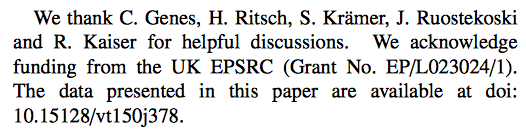 We thank C. Genes, H. Ritsch, S. Krämer, J. Ruostekoski
and R. Kaiser for helpful discussions. We acknowledge
funding from the UK EPSRC (Grant No. EP/L023024/1).
The data presented in this paper are available at doi:
10.15128/vt150j378.